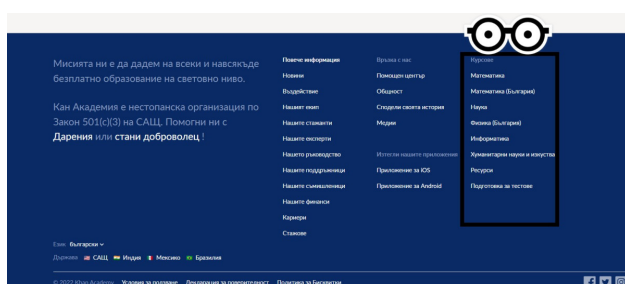 Мисията ни е да дадем на всеки и навсякъде
безплатно образование на световно ниво.
Кан Академия е нестопанска организация по
Закон 501(c)(3) на САЩ. Помогни ни с
Дарения или стани доброволец !
Повече информация
Новини
Въздействие
Нашият екип
Нашите стажанти
Нашите експерти
Нашето ръководство
Нашите поддръжници
Нашите съмишленици
Нашите финанси
Кариери
Стажове
Връзка с нас
Помощен център
Общност
Сподели своята история
Медии
Изтегли нашите приложения
Приложение за iOS
Приложение за Android
Курсове
Математика
Математика (България)
Наука
Физика (България)
Информатика
Хуманитарни науки и изкуства
Ресурси
Подготовка за тестове
Език Български
Държава САЩ Индия Мексико Бразилия
© 2022 Khan Academy Условия за ползване Декларация за поверителност Политика за Бисквитки